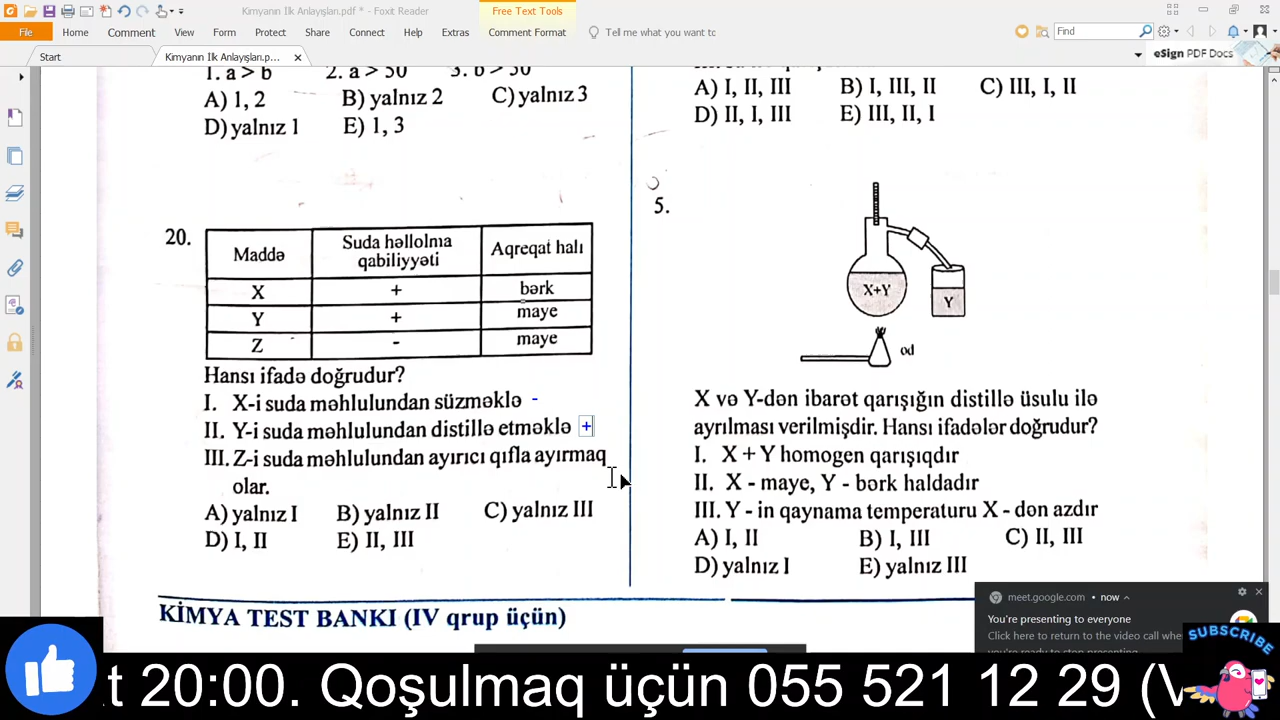 Kimyanın İlk Anlayışları.pdf * - Foxit Reader
Free Text Tools
File Home Comment View Form Protect Share Connect Help Extras Comment Format Tell me what you want to Find
Start Kimyanın İlk Anlayışları.p... eSign PDF Docs
1. a > b 2. a > 50 3. b > 50
A) 1, 2 B) yalnız 2 C) yalnız 3
D) yalnız 1 E) 1, 3
20.
Maddə Suda həllolma qabiliyyəti Aqreqat halı
X + bərk
Y + maye
Z - maye
Hansı ifadə doğrudur?
I. X-i suda məhlulundan süzməklə -
II. Y-i suda məhlulundan distillə etməklə +
III. Z-i suda məhlulundan ayırıcı qıfla ayırmaq
olar.
A) yalnız I B) yalnız II C) yalnız III
D) I, II E) II, III
KİMYA TEST BANKI (IV qrup üçün)
A) I, II, III B) I, III, II C) III, I, II
D) II, I, III E) III, II, I
5.
X+Y
Y
od
X və Y-dən ibarət qarışığın distillə üsulu ilə
ayrılması verilmişdir. Hansı ifadələr doğrudur?
I. X + Y homogen qarışıqdır
II. X - maye, Y - bərk haldadır
III. Y - in qaynama temperaturu X - dən azdır
A) I, II B) I, III C) II, III
D) yalnız I E) yalnız III
meet.google.com • now
You're presenting to everyone
Click here to return to the video call whe
SUBSCRIBE
t 20:00. Qoşulmaq üçün 055 521 12 29 (V